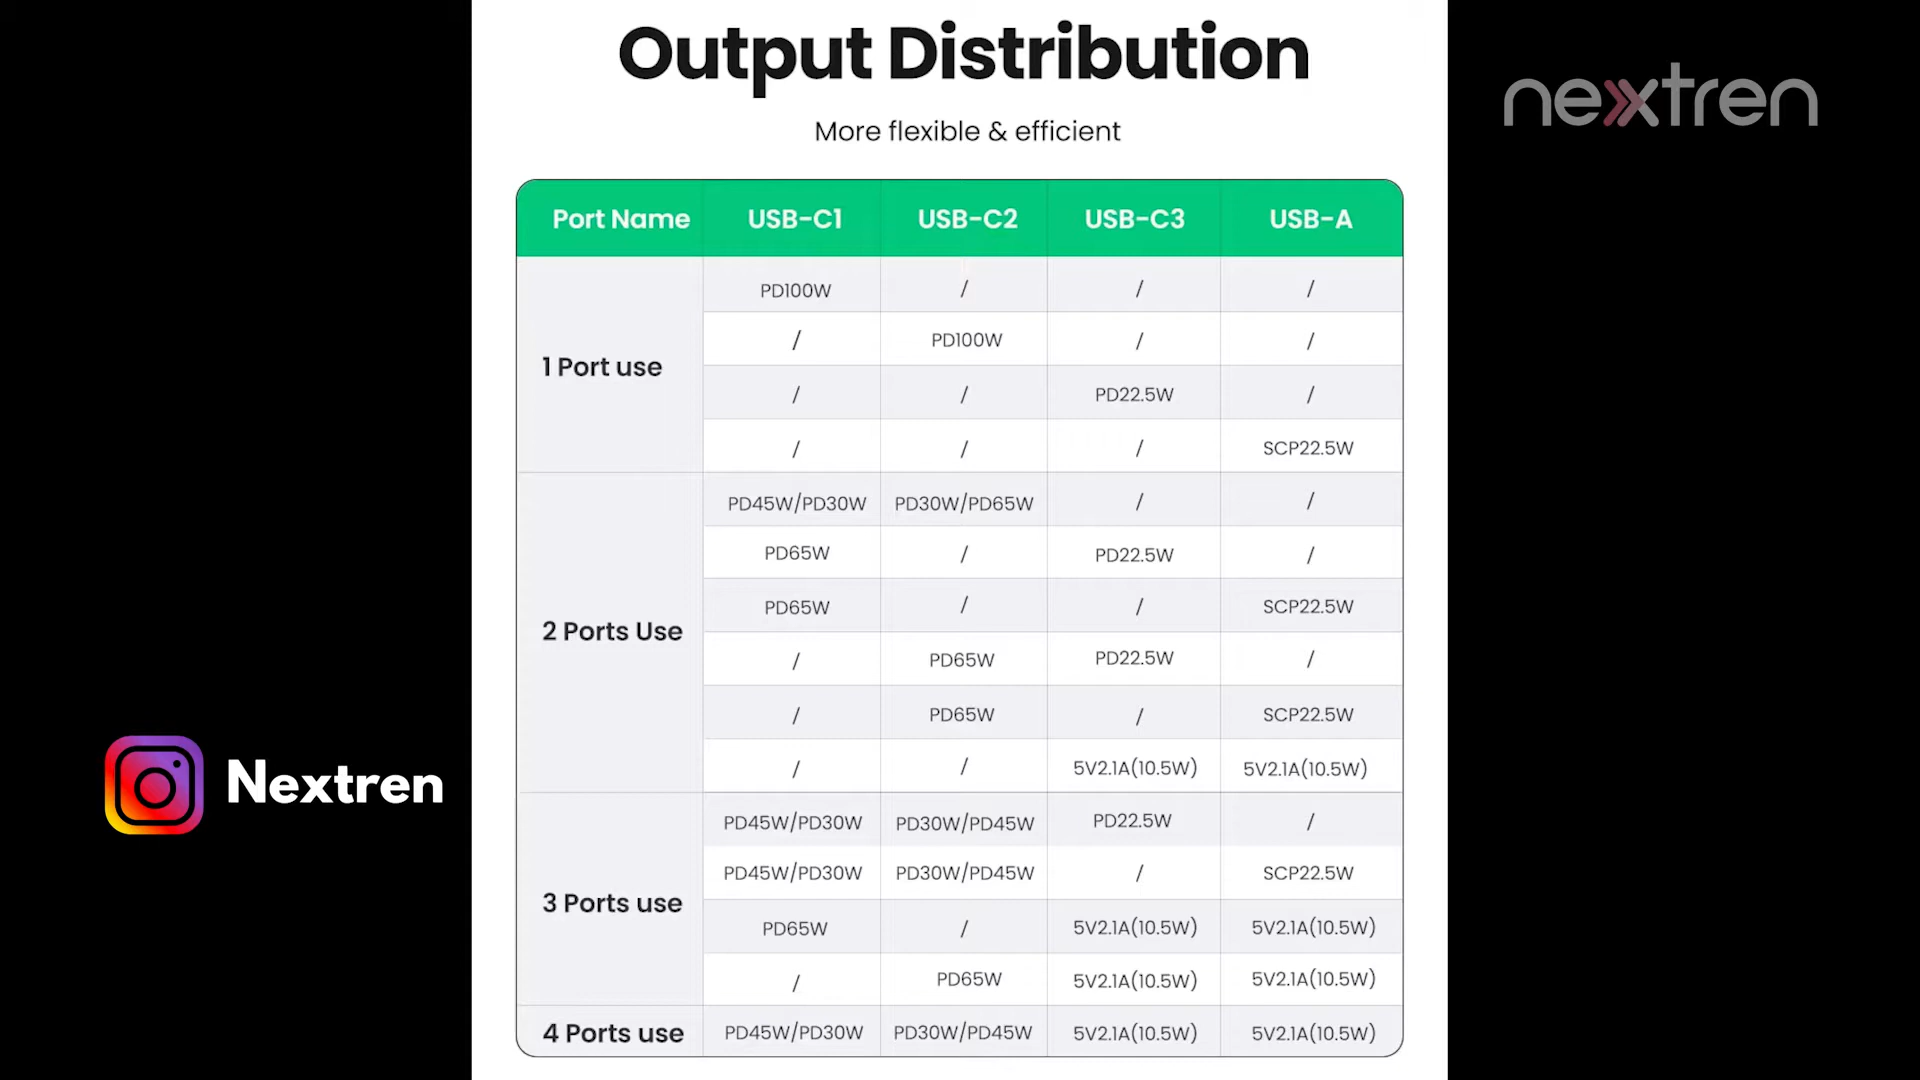 Output Distribution
nextren
More flexible & efficient
Port Name USB-C1 USB-C2 USB-C3 USB-A
1 Port use
PD100W / / /
/ PD100W / /
/ / PD22.5W /
/ / / SCP22.5W
2 Ports Use
PD45W/PD30W PD30W/PD65W / /
PD65W / PD22.5W /
PD65W / / SCP22.5W
/ PD65W PD22.5W /
/ PD65W / SCP22.5W
/ / 5V2.1A(10.5W) 5V2.1A(10.5W)
3 Ports use
PD45W/PD30W PD30W/PD45W PD22.5W /
PD45W/PD30W PD30W/PD45W / SCP22.5W
PD65W / 5V2.1A(10.5W) 5V2.1A(10.5W)
/ PD65W 5V2.1A(10.5W) 5V2.1A(10.5W)
4 Ports use PD45W/PD30W PD30W/PD45W 5V2.1A(10.5W) 5V2.1A(10.5W)
Nextren